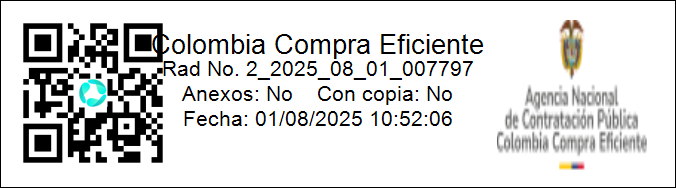 Colombia Compra Eficiente
Rad No. 2_2025_08_01_007797
Anexos: No Con copia: No
Fecha: 01/08/2025 10:52:06
Agencia Nacional
de Contratación Pública
Colombia Compra Eficiente